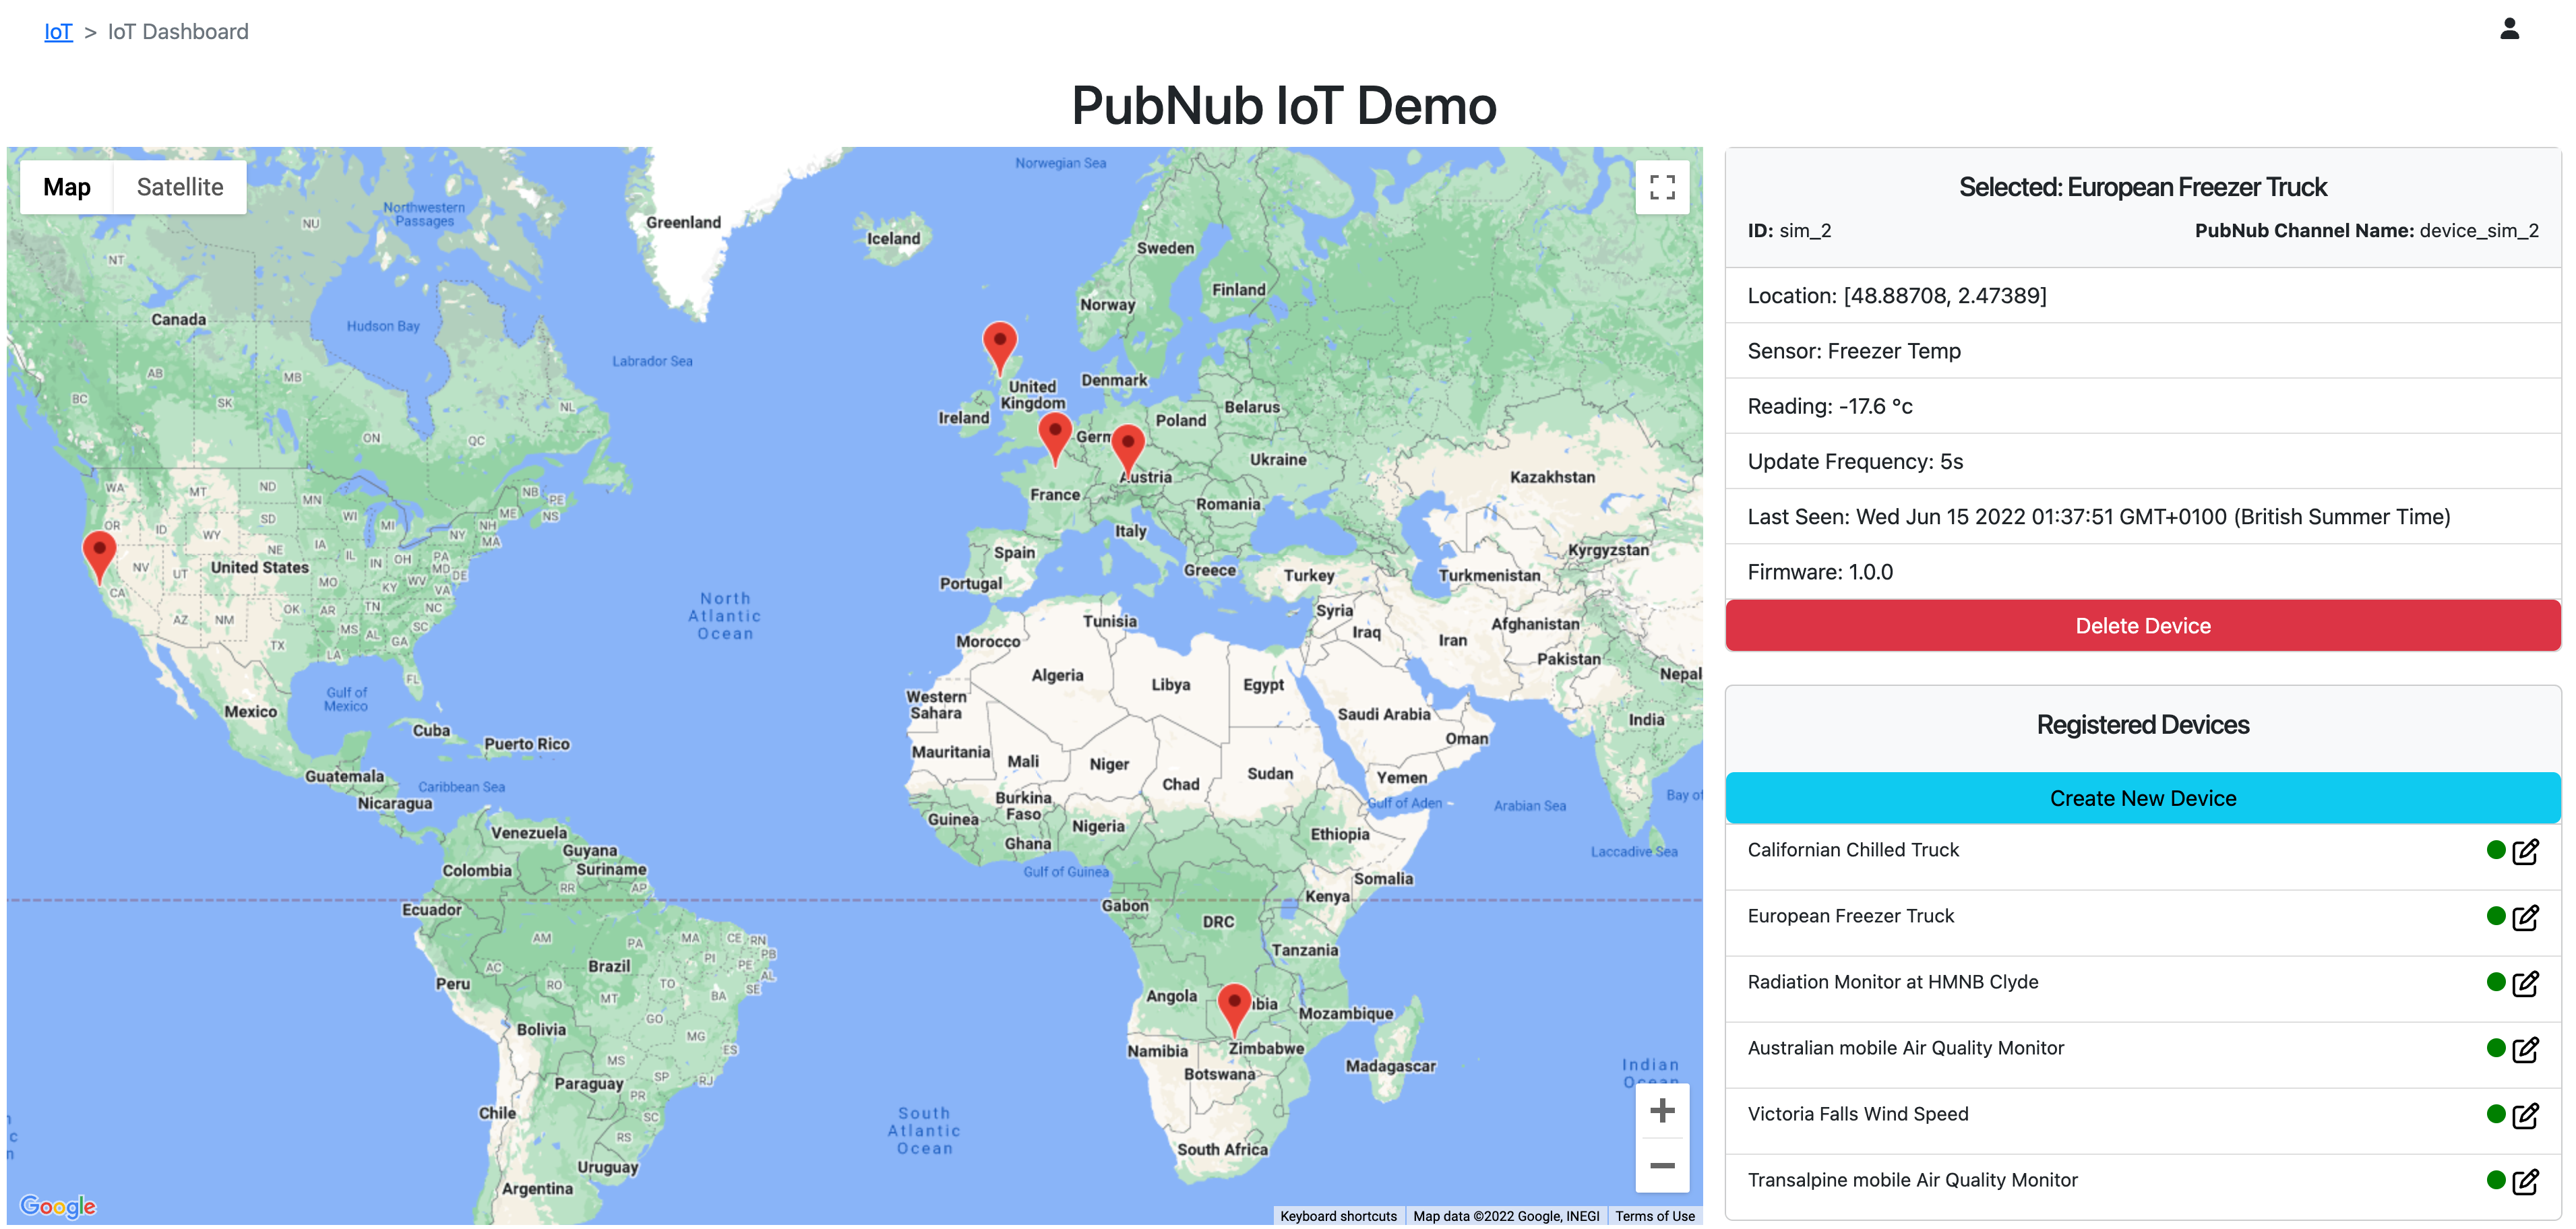 IoT > IoT Dashboard
PubNub IoT Demo
Map Satellite
Norwegian Sea
Northwestern
Passages
NU
Greenland
Iceland
Sweden
NT
Finland
Norway
Canada
Hudson Bay
Labrador Sea
AB
MB
BC
SK
NL
ON
QC
United
Kingdom
Denmark
Ireland
Belarus
Poland
Germ
Ukraine
Austria
Kazakhstan
France
Romania
WA
MT
ND
MN
NB
PE
OR
ID
SD
WI
MI
ME
NS
NH
WY
NE
IA
NY
MA
Italy
Spain
Kyrgyzstan
NV
UT
United States
IL
IN
OH
PA
MD
DE
Portugal
Greece
Turkey
Turkmenistan
CA
MO
KY
WV
VA
AZ
NM
OK
AR
TN
NC
North
Atlantic
Ocean
Syria
Tunisia
Afghanistan
Iraq
Iran
MS
AL
GA
SC
TX
LA
Morocco
Pakistan
Nepal
FL
Algeria
Libya
Egypt
Gulf of
Mexico
Western
Sahara
Mexico
Saudi Arabia
India
Cuba
Puerto Rico
Oman
Mauritania
Mali
Niger
Chad
Sudan
Yemen
Guatemala
Caribbean Sea
Nicaragua
Burkina
Faso
Gulf of Aden
Arabian Sea
Bay of
Guinea
Nigeria
Venezuela
Ethiopia
Ghana
Guyana
Laccadive Sea
Colombia
Suriname
Gulf of Guinea
Somalia
RR
AP
Kenya
Ecuador
Gabon
DRC
AM
PA
MA
CE
RN
PB
PI
PE
AL
Tanzania
AC
Brazil
Peru
RO
MT
TO
BA
SE
Angola
bia
Mozambique
GO
Bolivia
MG
ES
Namibia
Zimbabwe
MS
Madagascar
Botswana
Indian
Ocean
Paraguay
SP
RJ
PR
Chile
SC
South
Atlantic
Ocean
RS
South Africa
Uruguay
Argentina
n
c
n
Google
Keyboard shortcuts Map data ©2022 Google, INEGI Terms of Use
Selected: European Freezer Truck
ID: sim_2 PubNub Channel Name: device_sim_2
Location: [48.88708, 2.47389]
Sensor: Freezer Temp
Reading: -17.6 °c
Update Frequency: 5s
Last Seen: Wed Jun 15 2022 01:37:51 GMT+0100 (British Summer Time)
Firmware: 1.0.0
Delete Device
Registered Devices
Create New Device
Californian Chilled Truck
European Freezer Truck
Radiation Monitor at HMNB Clyde
Australian mobile Air Quality Monitor
Victoria Falls Wind Speed
Transalpine mobile Air Quality Monitor